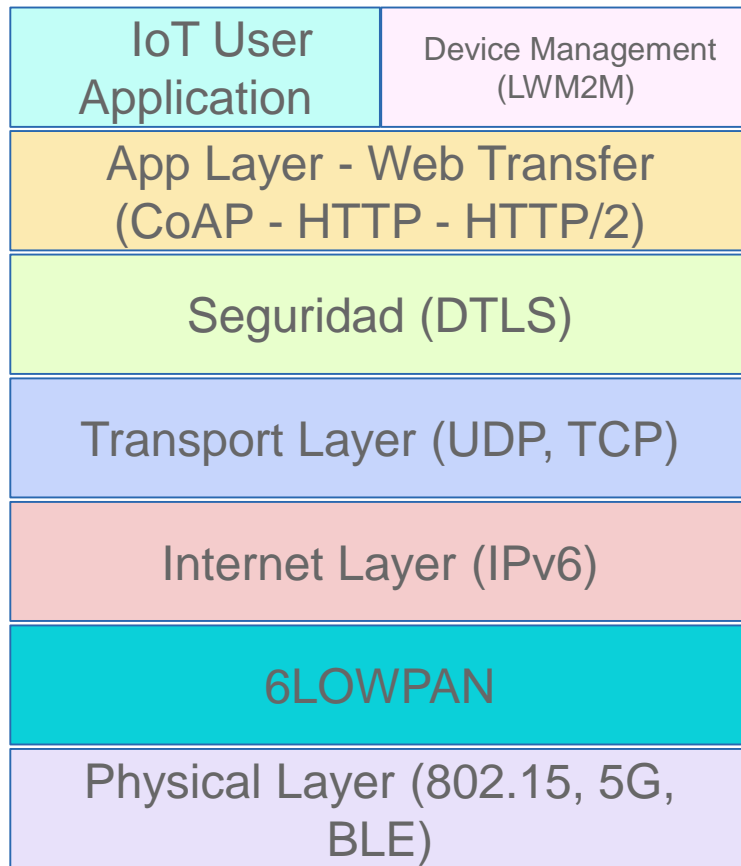 IoT User
Application
Device Management
(LWM2M)
App Layer - Web Transfer
(CoAP - HTTP - HTTP/2)
Seguridad (DTLS)
Transport Layer (UDP, TCP)
Internet Layer (IPv6)
6LOWPAN
Physical Layer (802.15, 5G,
BLE)